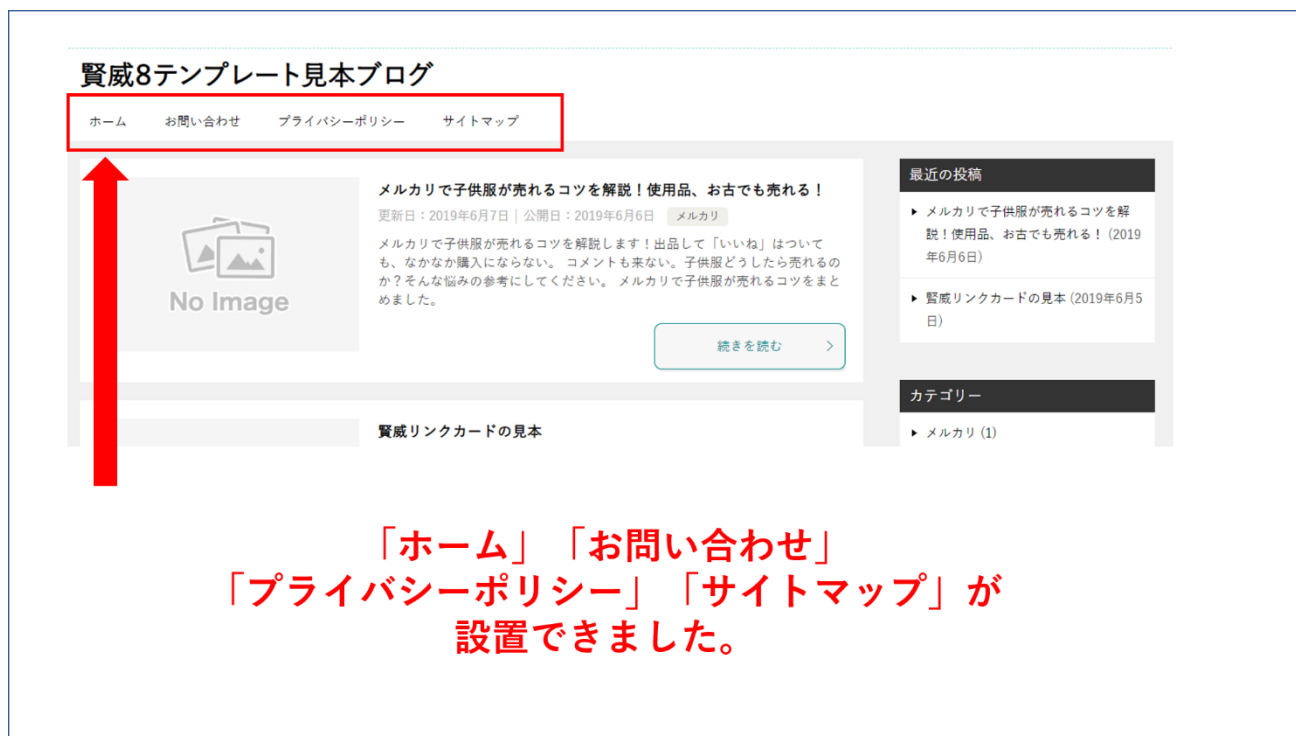 賢威8テンプレート見本ブログ
ホーム お問い合わせ プライバシーポリシー サイトマップ
No Image
メルカリで子供服が売れるコツを解説！使用品、お古でも売れる！
更新日：2019年6月7日｜公開日：2019年6月6日 メルカリ
メルカリで子供服が売れるコツを解説します！出品して「いいね」はついて
も、なかなか購入にならない。 コメントも来ない。子供服どうしたら売れるの
か？そんな悩みの参考にしてください。 メルカリで子供服が売れるコツをまと
めました。
続きを読む
賢威リンクカードの見本
最近の投稿
メルカリで子供服が売れるコツを解
説！使用品、お古でも売れる！ (2019
年6月6日)
賢威リンクカードの見本 (2019年6月5
日)
カテゴリー
メルカリ (1)
「ホーム」「お問い合わせ」
「プライバシーポリシー」「サイトマップ」が
設置できました。